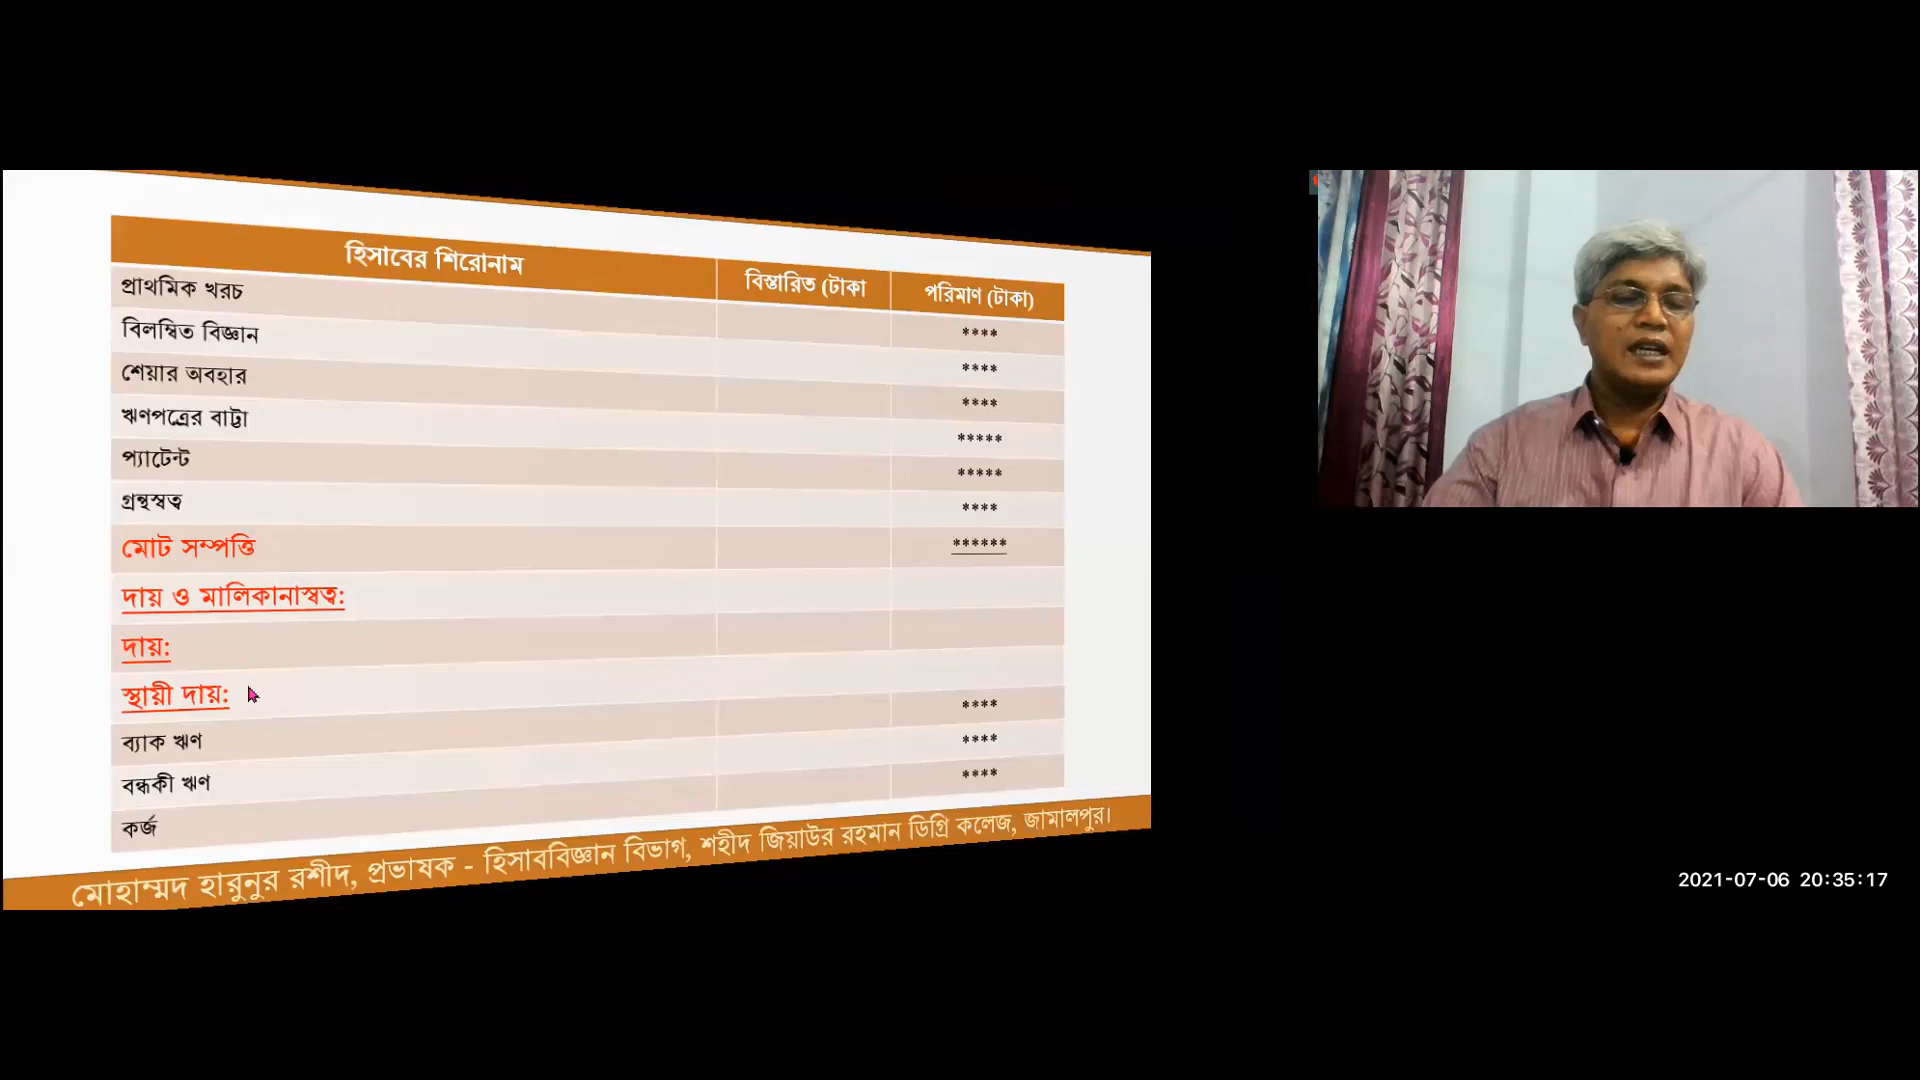 হিসাবের শিরোনাম বিস্তারিত (টাকা পরিমাণ (টাকা)
প্রাথমিক খরচ ****
বিলম্বিত বিজ্ঞান ****
শেয়ার অবহার ****
ঋণপত্রের বাট্টা *****
প্যাটেন্ট *****
গ্রন্থস্বত্ব ****
মোট সম্পত্তি ******
দায় ও মালিকানাস্বত্ব:
দায়:
স্থায়ী দায়:
ব্যাক ঋণ ****
বন্ধকী ঋণ ****
কর্জ ****
মোহাম্মদ হারুনুর রশীদ, প্রভাষক - হিসাববিজ্ঞান বিভাগ, শহীদ জিয়াউর রহমান ডিগ্রি কলেজ, জামালপুর।
2021-07-06 20:35:17